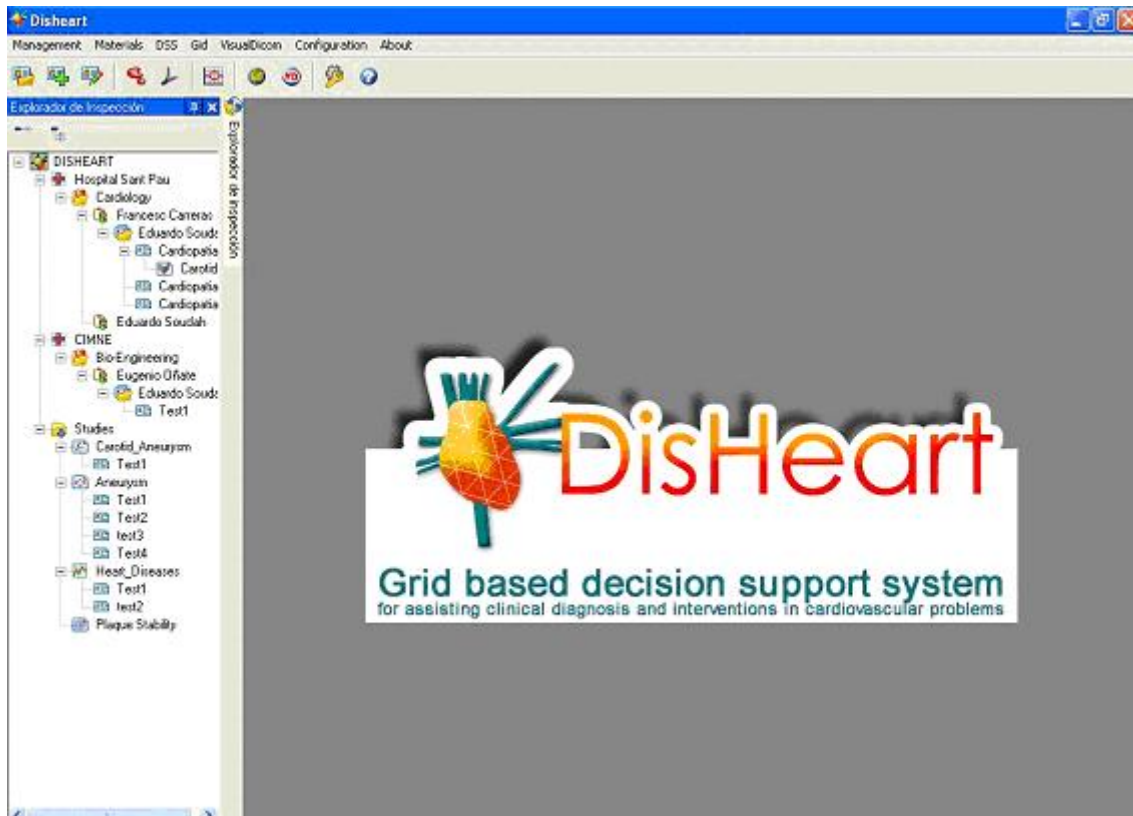 Disheart
Management Materials DSS Gid VisualDicom Configuration About
Explorador de Inspección
Explorador de Inspección
DISHEART
Hospital Sant Pau
Cardiology
Francesc Carreras
Eduardo Souda
Cardiopatia
Carotid
Cardiopatia
Cardiopatia
Eduardo Soudah
CIMNE
Bio-Engineering
Eugenio Oñate
Eduardo Souda
Test1
Studies
Carotid_Aneurysm
Test1
Aneurysm
Test1
Test2
test3
Test4
Heart_Diseases
Test1
test2
Plaque Stability
DisHeart
Grid based decision support system
for assisting clinical diagnosis and interventions in cardiovascular problems